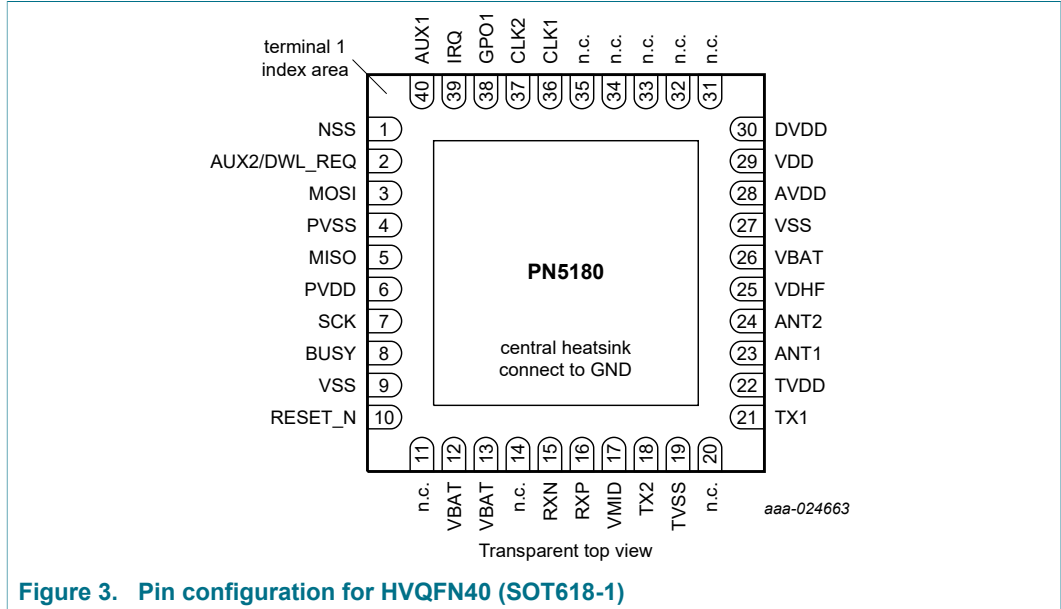 terminal 1
index area
AUX1
IRQ
GPO1
CLK2
CLK1
n.c.
n.c.
n.c.
n.c.
n.c.
40
39
38
37
36
35
34
33
32
31
NSS 1
AUX2/DWL_REQ 2
MOSI 3
PVSS 4
MISO 5
PVDD 6
SCK 7
BUSY 8
VSS 9
RESET_N 10
PN5180
central heatsink
connect to GND
30 DVDD
29 VDD
28 AVDD
27 VSS
26 VBAT
25 VDHF
24 ANT2
23 ANT1
22 TVDD
21 TX1
11
12
13
14
15
16
17
18
19
20
n.c.
VBAT
VBAT
n.c.
RXN
RXP
VMID
TX2
TVSS
n.c.
aaa-024663
Transparent top view
Figure 3. Pin configuration for HVQFN40 (SOT618-1)